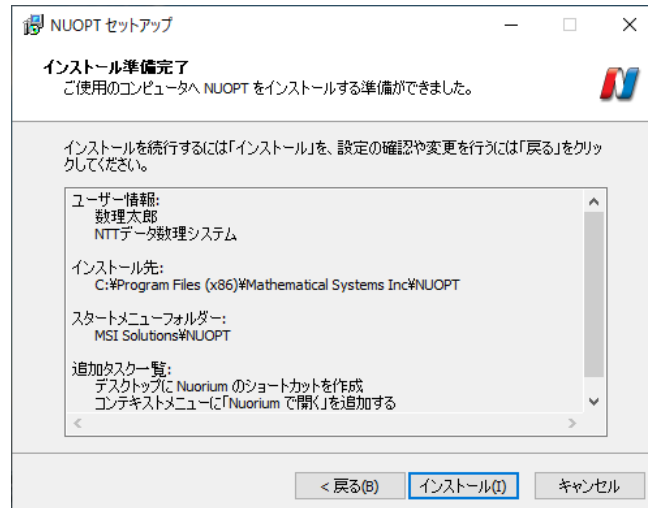 NUOPT セットアップ
インストール準備完了
ご使用のコンピュータへ NUOPT をインストールする準備ができました。
インストールを続行するには「インストール」を、設定の確認や変更を行うには「戻る」をクリッ
クしてください。
ユーザー情報:
数理太郎
NTTデータ数理システム
インストール先:
C:¥Program Files (x86)¥Mathematical Systems Inc¥NUOPT
スタートメニューフォルダー:
MSI Solutions¥NUOPT
追加タスク一覧:
デスクトップに Nuorium のショートカットを作成
コンテキストメニューに「Nuorium で開く」を追加する
< 戻る(B) インストール(I) キャンセル